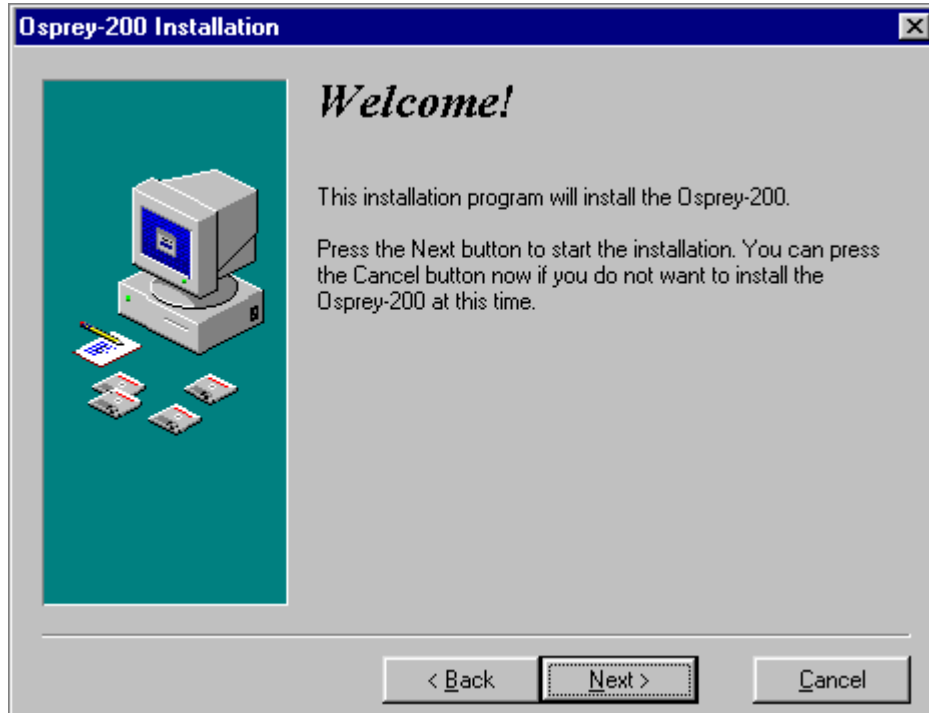 Osprey-200 Installation
Welcome!
This installation program will install the Osprey-200.
Press the Next button to start the installation. You can press
the Cancel button now if you do not want to install the
Osprey-200 at this time.
< Back
Next >
Cancel